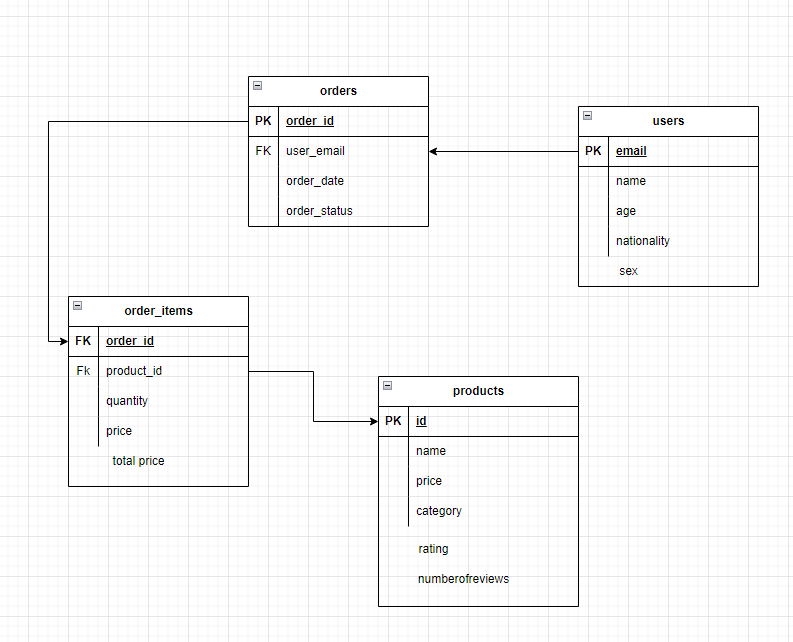 orders
PK order_id
FK user_email
order_date
order_status
users
PK email
name
age
nationality
sex
order_items
FK order_id
Fk product_id
quantity
price
total price
products
PK id
name
price
category
rating
numberofreviews